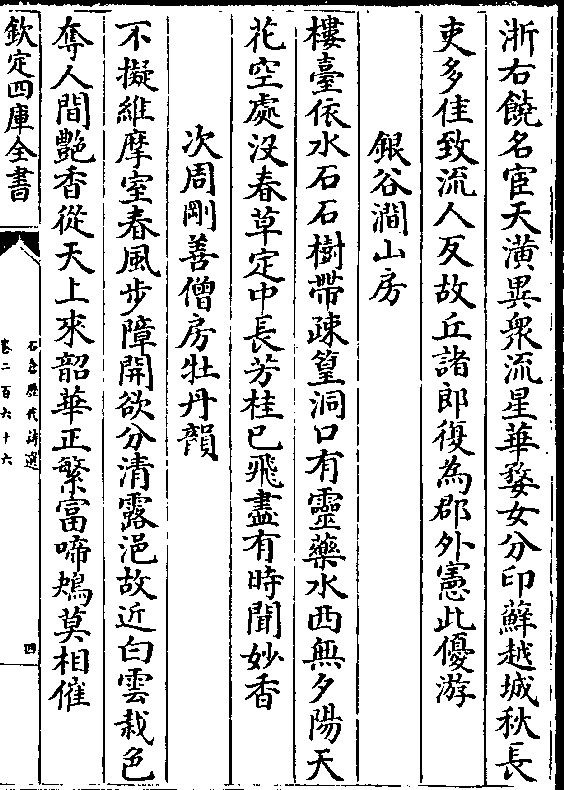 浙右饒名宦天潢異衆流星華婺女分印蘇越城秋長
吏多佳致流人反故丘諸郎復為郡外憲此優游
銀谷澗山房
樓臺依水石石樹帶疎篁洞口有靈藥水西無夕陽天
花空處沒春草定中長芳桂已飛盡有時聞妙香
次周剛善僧房牡丹韻
不擬維摩室春風步障開欲分清露浥故近白雲栽色
奪人間艶香從天上來韶華正繁富啼鴂莫相催
欽定四庫全書
石倉歷代詩選
卷二百六十六
四